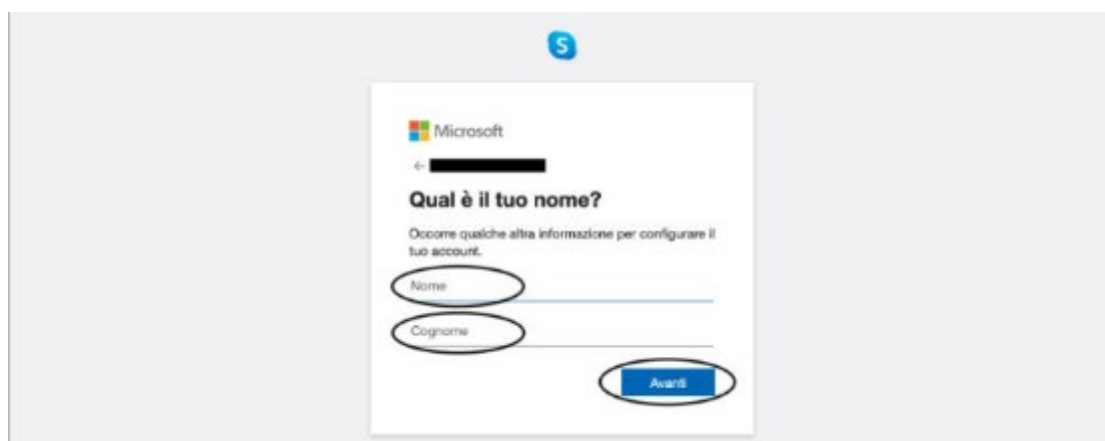 S
Microsoft
Qual è il tuo nome?
Occorre qualche altra informazione per configurare il
tuo account.
Nome
Cognome
Avanti